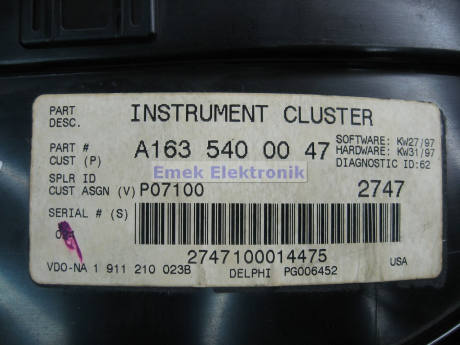 PART DESC. INSTRUMENT CLUSTER
PART # CUST (P) A163 540 00 47 SOFTWARE: KW27/97 HARDWARE: KW31/97 DIAGNOSTIC ID:62
Emek Elektronik
SPLR ID CUST ASGN (V) P07100 2747
SERIAL # (S)
2747100014475
VDO-NA 1 911 210 023B DELPHI PG006452 USA